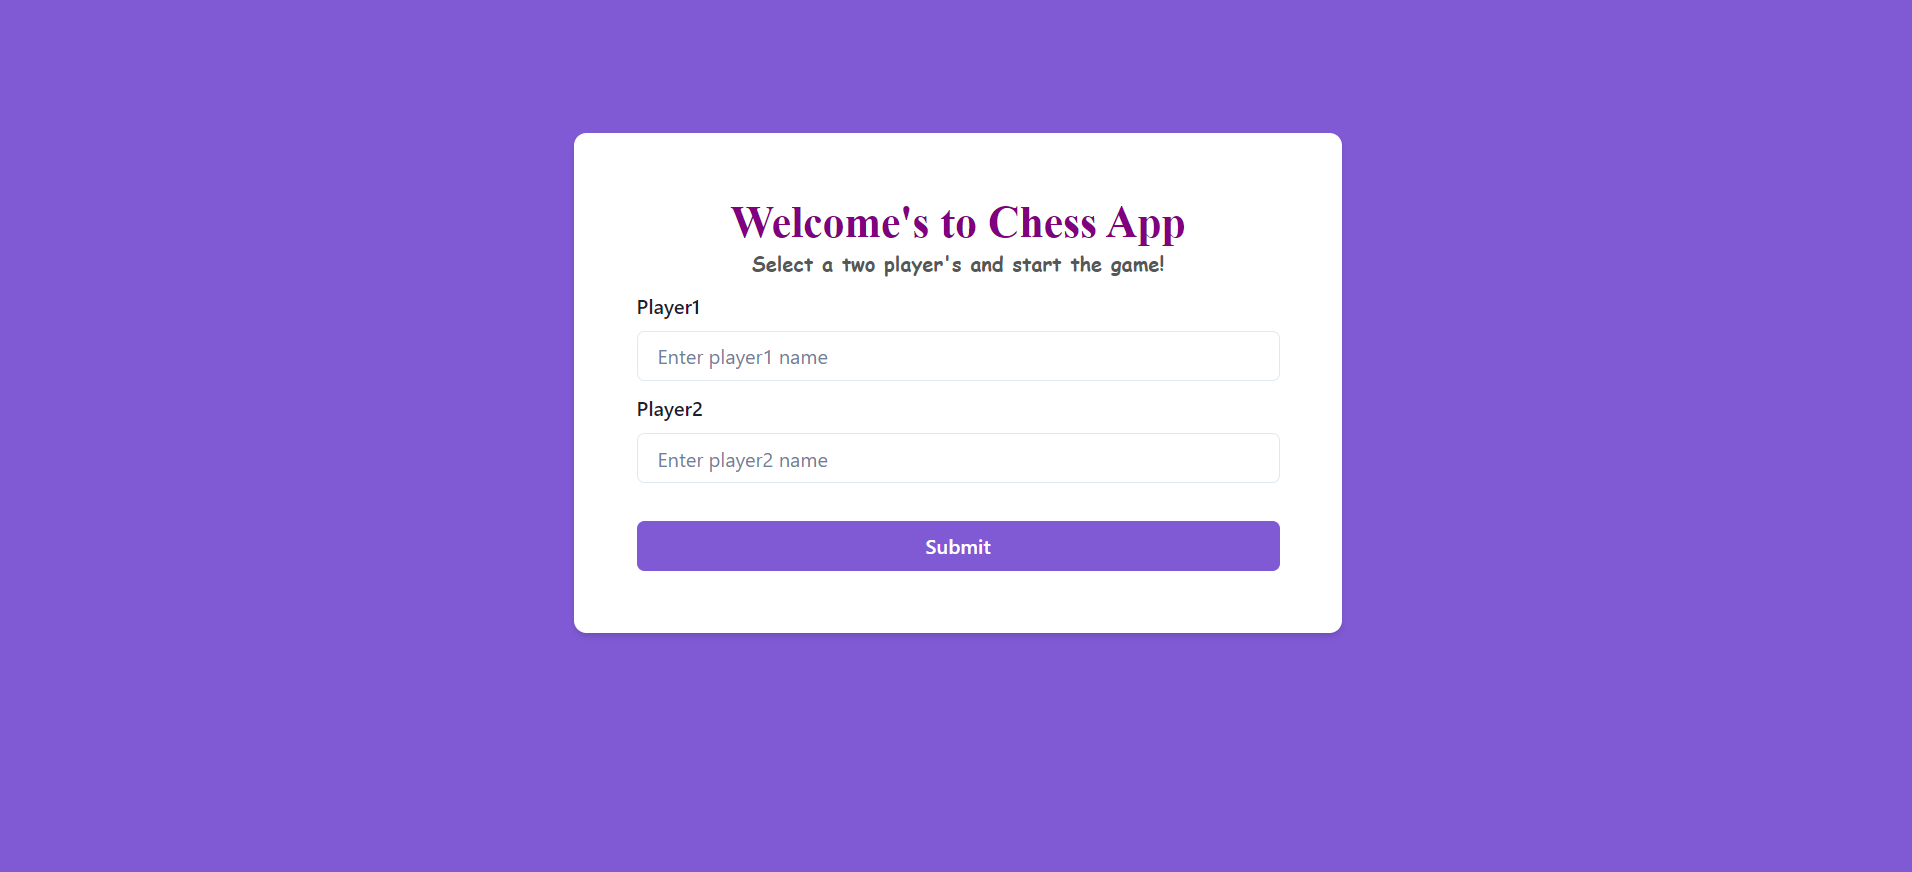 Welcome's to Chess App
Select a two player's and start the game!
Player1
Enter player1 name
Player2
Enter player2 name
Submit